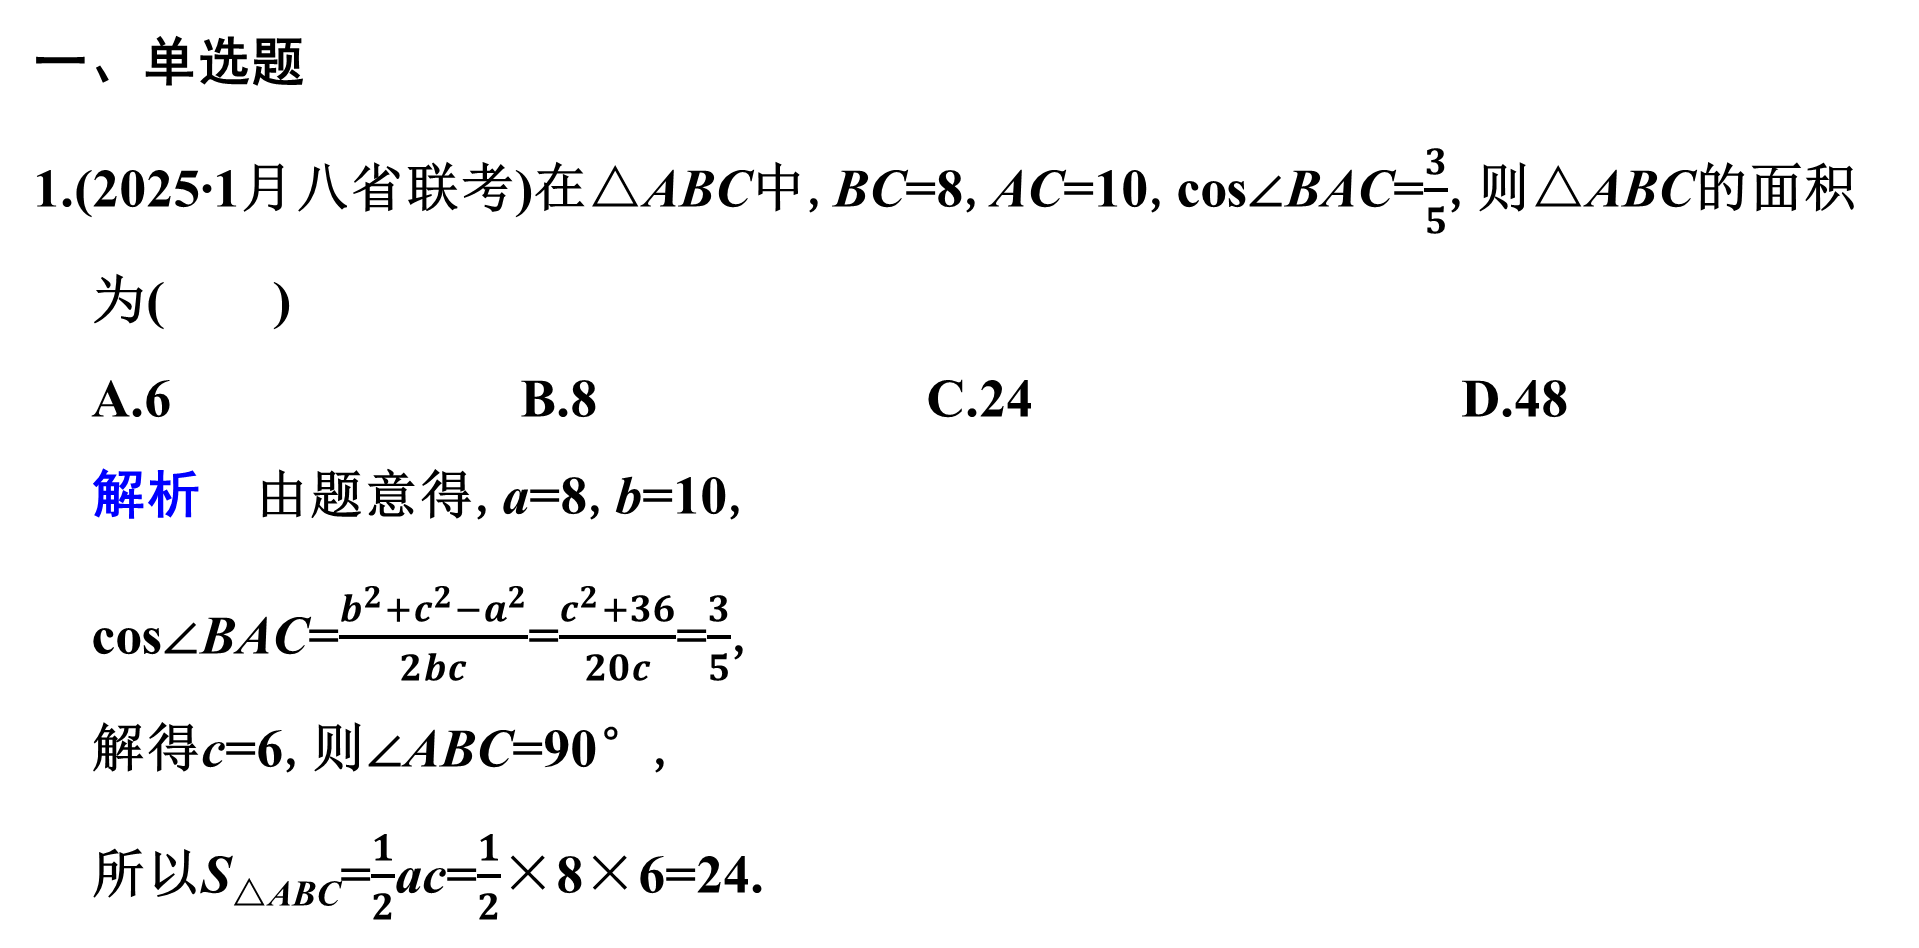 一、单选题
1.(2025·1月八省联考)在△ABC中,BC=8,AC=10,cos∠BAC=3/5,则△ABC的面积
为(　　)
A.6　B.8　C.24　D.48
解析　由题意得,a=8,b=10,
cos∠BAC=(b²+c²−a²)/(2bc)=(c²+36)/(20c)=3/5,
解得c=6,则∠ABC=90°,
所以S△ABC=1/2ac=1/2×8×6=24.